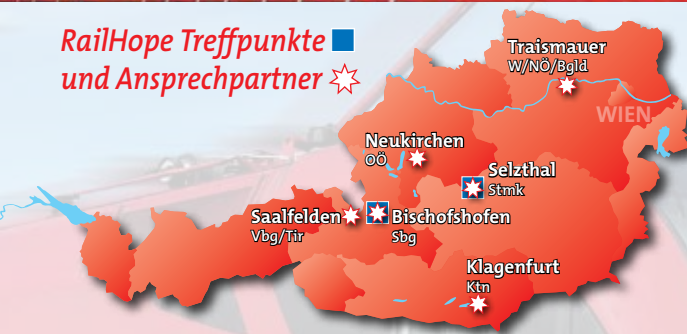 RailHope Treffpunkte
und Ansprechpartner
Traismauer
W/NÖ/Bgld
WIEN
Neukirchen
OÖ
Selzthal
Stmk
Saalfelden
Vbg/Tir
Bischofshofen
Sbg
Klagenfurt
Ktn